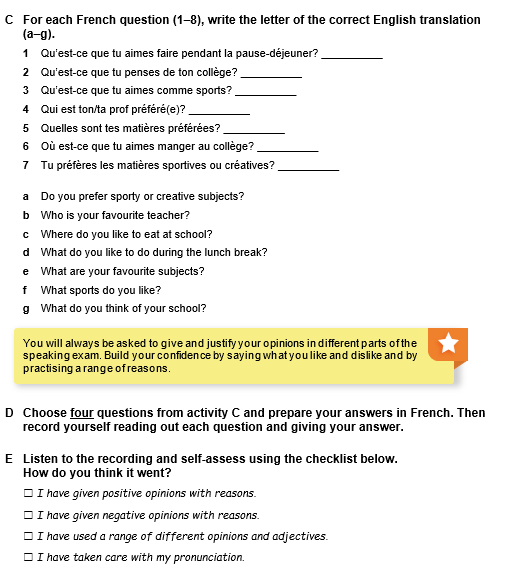 C For each French question (1–8), write the letter of the correct English translation
(a–g).
1 Qu'est-ce que tu aimes faire pendant la pause-déjeuner? __________
2 Qu'est-ce que tu penses de ton collège? __________
3 Qu'est-ce que tu aimes comme sports? __________
4 Qui est ton/ta prof préféré(e)? __________
5 Quelles sont tes matières préférées? __________
6 Où est-ce que tu aimes manger au collège? __________
7 Tu préfères les matières sportives ou créatives? __________
a Do you prefer sporty or creative subjects?
b Who is your favourite teacher?
c Where do you like to eat at school?
d What do you like to do during the lunch break?
e What are your favourite subjects?
f What sports do you like?
g What do you think of your school?
You will always be asked to give and justify your opinions in different parts of the
speaking exam. Build your confidence by saying what you like and dislike and by
practising a range of reasons.
D Choose four questions from activity C and prepare your answers in French. Then
record yourself reading out each question and giving your answer.
E Listen to the recording and self-assess using the checklist below.
How do you think it went?
☐ I have given positive opinions with reasons.
☐ I have given negative opinions with reasons.
☐ I have used a range of different opinions and adjectives.
☐ I have taken care with my pronunciation.